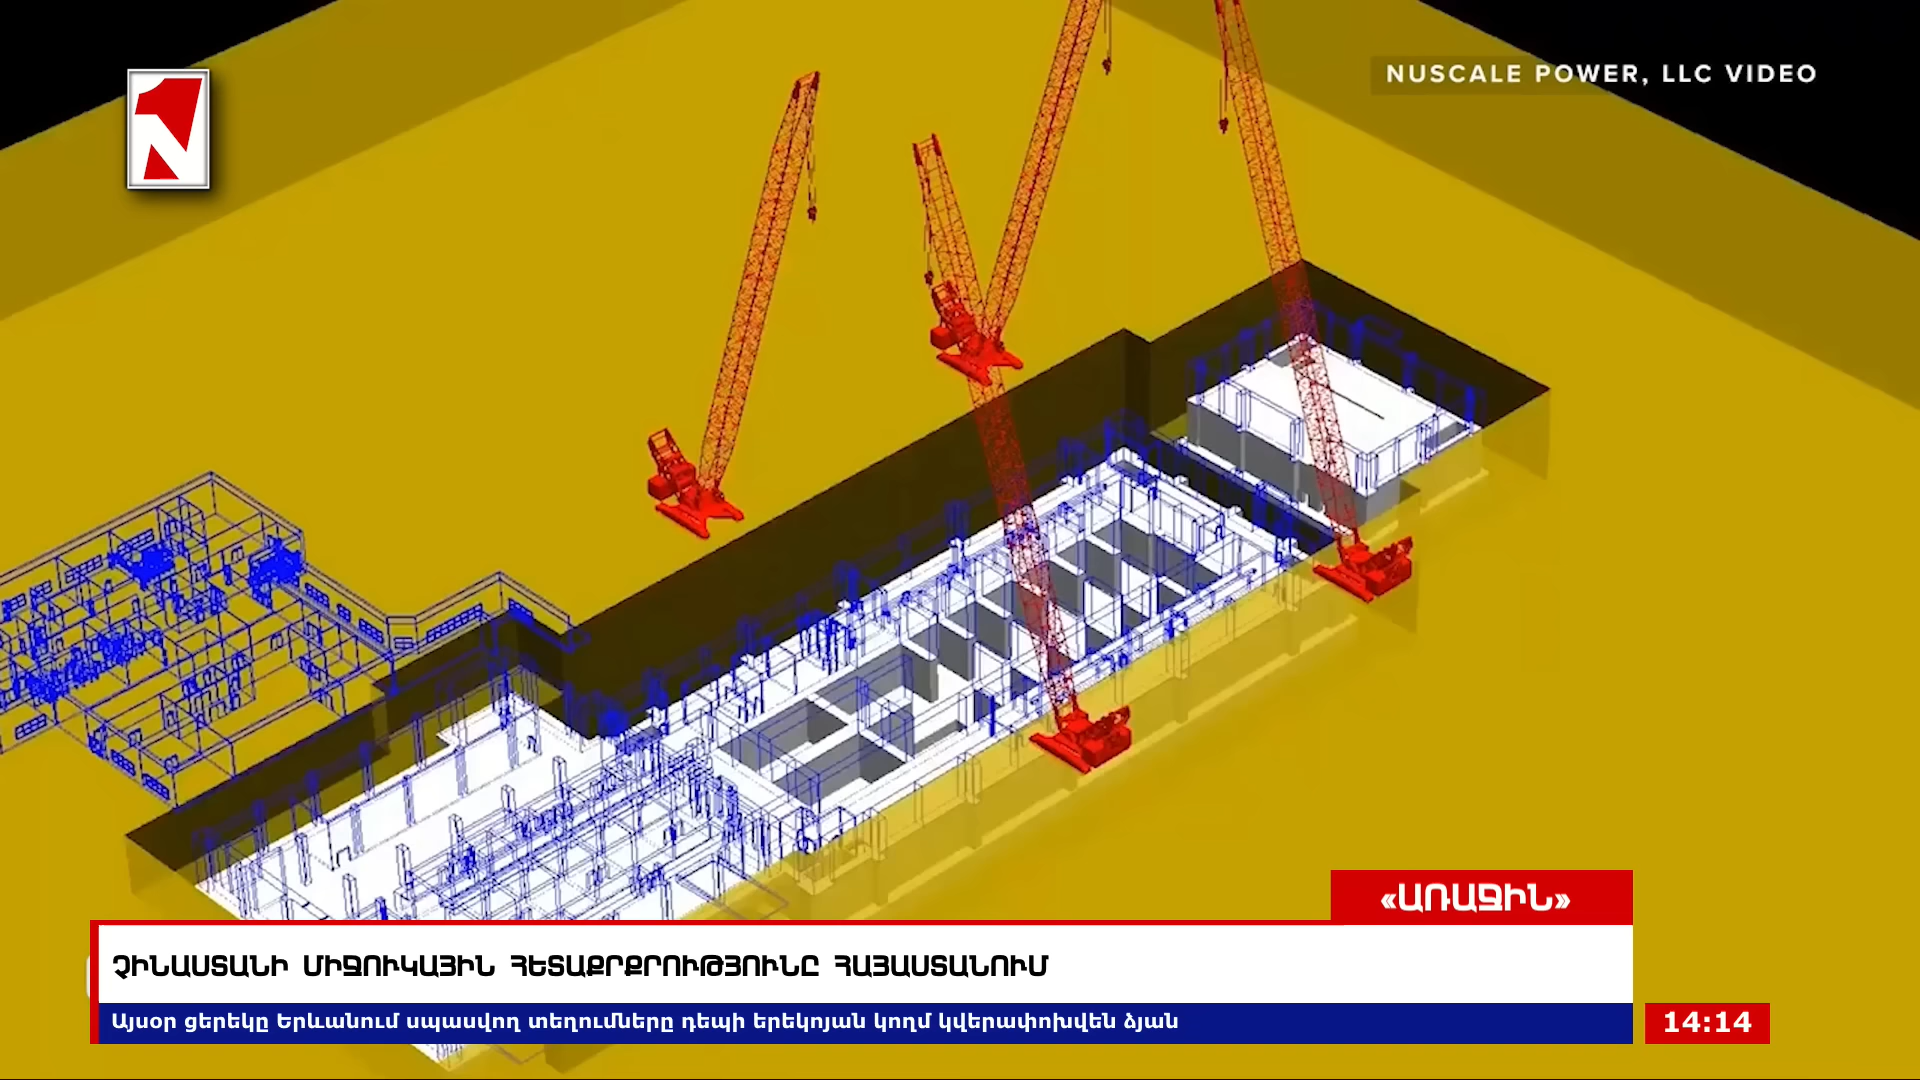 NUSCALE POWER, LLC VIDEO
1N
«ԱՌԱՋԻՆ»
ՉԻՆԱՍՏԱՆԻ ՄԻՋՈՒԿԱՅԻՆ ՀԵՏԱՔՐՔՐՈՒԹՅՈՒՆԸ ՀԱՅԱՍՏԱՆՈՒՄ
Այսօր ցերեկը Երևանում սպասվող տեղումները դեպի երեկոյան կողմ կվերափոխվեն ձյան
14:14